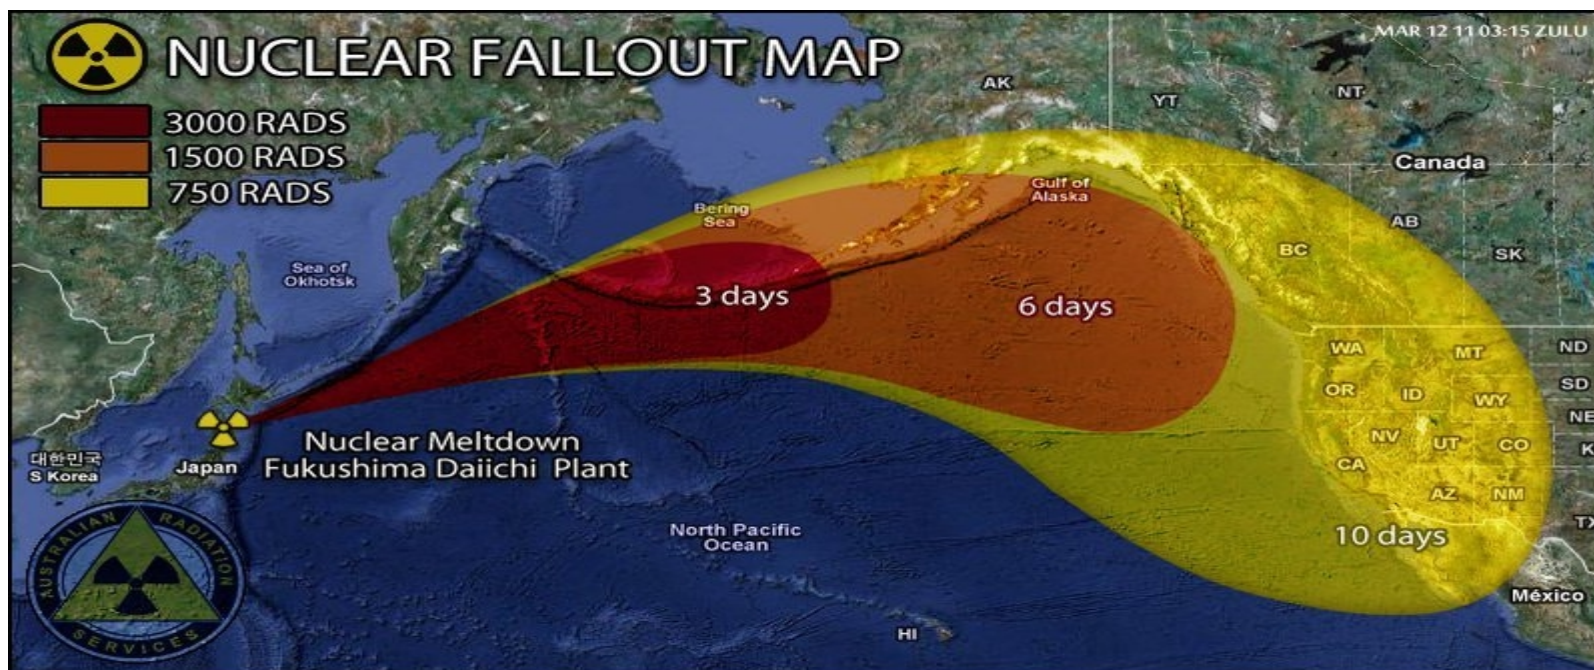 NUCLEAR FALLOUT MAP
MAR 12 11 03:15 ZULU
3000 RADS
1500 RADS
750 RADS
AK
YT
NT
Canada
Gulf of
Alaska
Bering
Sea
AB
BC
SK
Sea of
Okhotsk
3 days
6 days
WA
MT
ND
OR
ID
WY
SD
NE
NV
UT
CO
K
CA
AZ
NM
TX
Nuclear Meltdown
Fukushima Daiichi Plant
대한민국
S Korea
Japan
North Pacific
Ocean
10 days
México
HI
AUSTRALIAN RADIATION
SERVICES